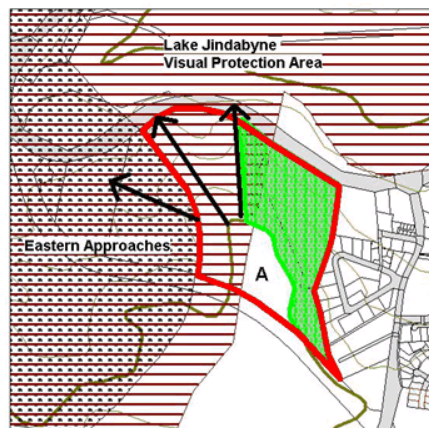 Lake Jindabyne
Visual Protection Area
Eastern Approaches
A